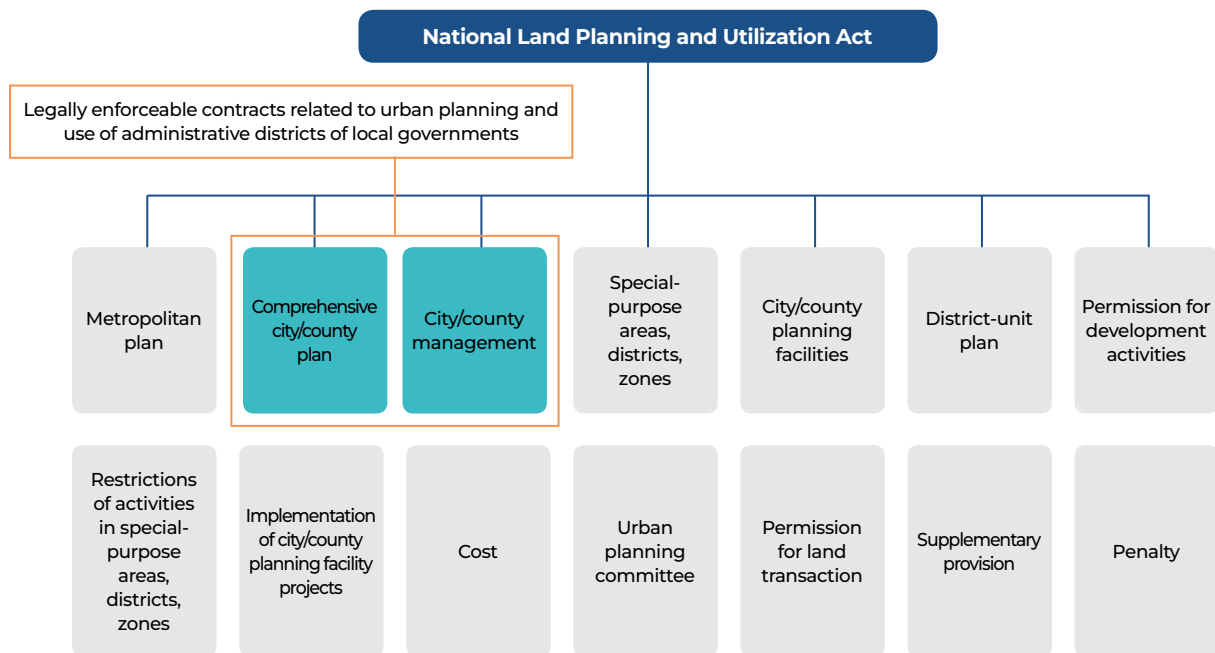 National Land Planning and Utilization Act
Legally enforceable contracts related to urban planning and
use of administrative districts of local governments
Metropolitan
plan
Comprehensive
city/county
plan
City/county
management
Special-
purpose
areas,
districts,
zones
City/county
planning
facilities
District-unit
plan
Permission for
development
activities
Restrictions
of activities
in special-
purpose
areas,
districts,
zones
Implementation
of city/county
planning facility
projects
Cost
Urban
planning
committee
Permission
for land
transaction
Supplementary
provision
Penalty